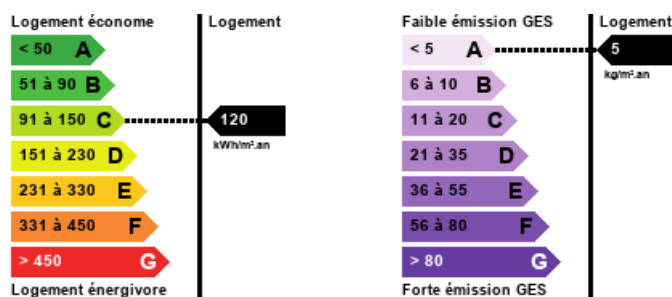 Logement économe
Logement
< 50 A
51 à 90 B
91 à 150 C
120
kWh/m².an
151 à 230 D
231 à 330 E
331 à 450 F
> 450 G
Logement énergivore
Faible émission GES
Logement
< 5 A
5
kg/m².an
6 à 10 B
11 à 20 C
21 à 35 D
36 à 55 E
56 à 80 F
> 80 G
Forte émission GES